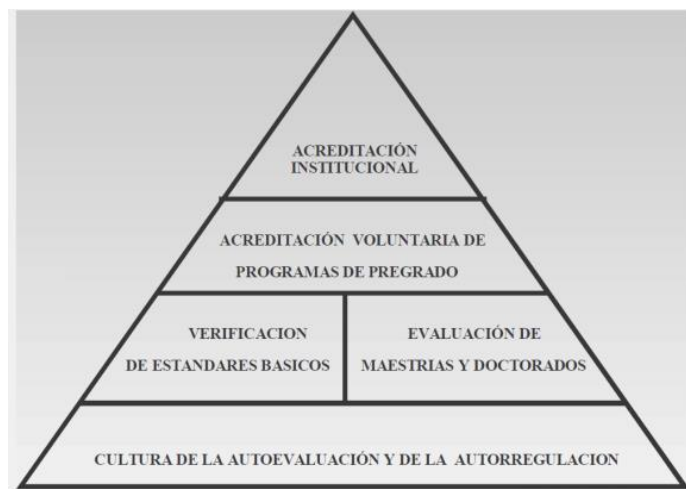 ACREDITACIÓN
INSTITUCIONAL
ACREDITACIÓN VOLUNTARIA DE
PROGRAMAS DE PREGRADO
VERIFICACION
DE ESTANDARES BASICOS
EVALUACIÓN DE
MAESTRIAS Y DOCTORADOS
CULTURA DE LA AUTOEVALUACIÓN Y DE LA AUTORREGULACION